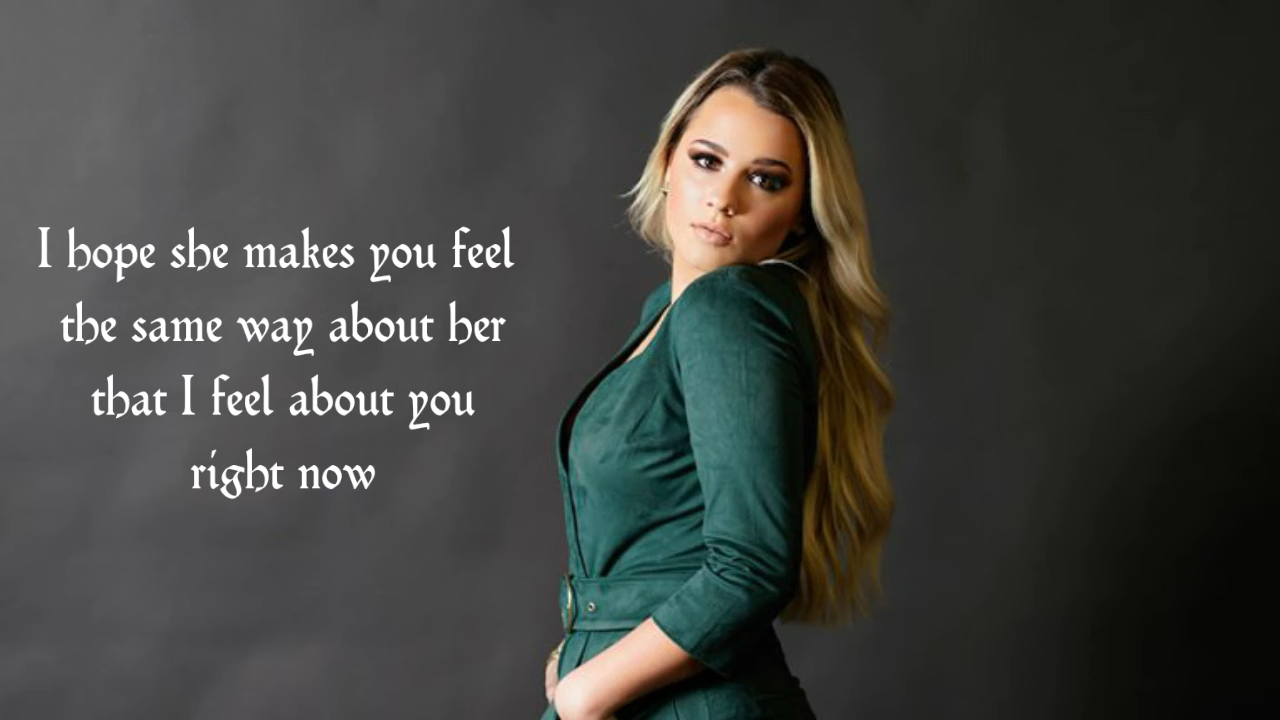 I hope she makes you feel
the same way about her
that I feel about you
right now